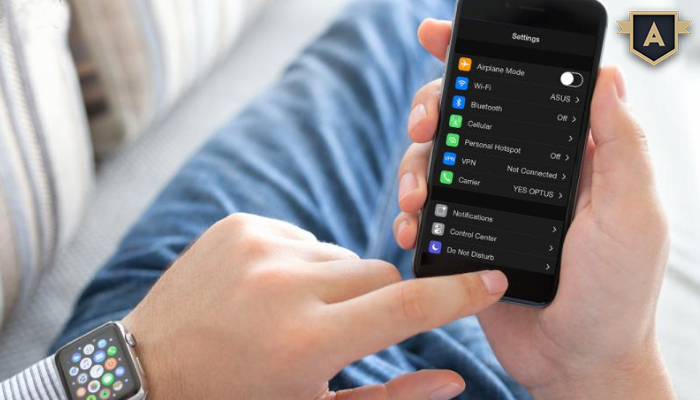 Settings
Airplane Mode
Wi-Fi ASUS
Bluetooth Off
Cellular
Personal Hotspot Off
VPN VPN Not Connected
Carrier YES OPTUS
Notifications
Control Center
Do Not Disturb
A